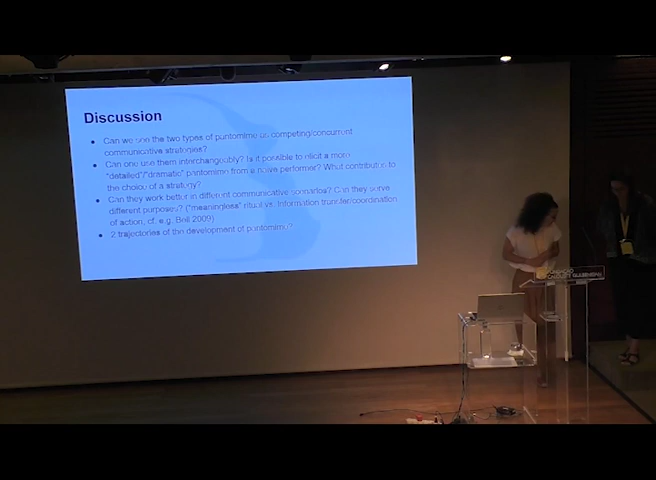 Discussion
• Can we see the two types of pantomime as competing/concurrent
communicative strategies?
• Can one use them interchangeably? Is it possible to elicit a more
"detailed"/"dramatic" pantomime from a naive performer? What contributes to
the choice of a strategy?
• Can they work better in different communicative scenarios? Can they serve
different purposes? ("meaningless" ritual vs. Information transfer/coordination
of action, cf. e.g. Bell 2009)
• 2 trajectories of the development of pantomime?
CALOUSTE GULBENKIAN